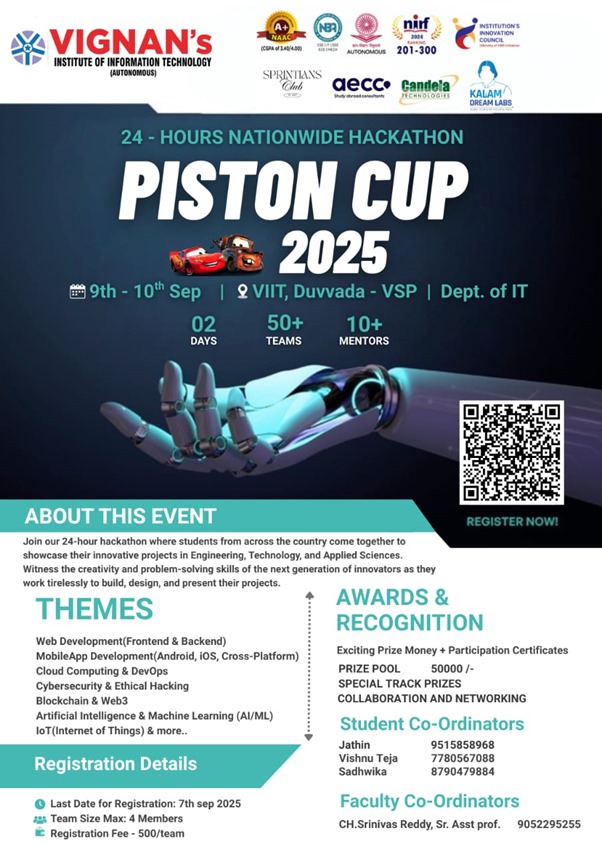 VIGNAN's
INSTITUTE OF INFORMATION TECHNOLOGY
(AUTONOMOUS)
A+
NAAC
(CGPA of 3.40/4.00)
NBA
AUTONOMOUS
nirf
2024
RANKING
201-300
INSTITUTION'S
INNOVATION
COUNCIL
SPRINTIANS
Club
aecc
Study abroad consultants
Candela
TECHNOLOGIES
KALAM
DREAM LABS
24 - HOURS NATIONWIDE HACKATHON
PISTON CUP
2025
9th - 10th Sep | VIIT, Duvvada - VSP | Dept. of IT
02 50+ 10+
DAYS TEAMS MENTORS
REGISTER NOW!
ABOUT THIS EVENT
Join our 24-hour hackathon where students from across the country come together to
showcase their innovative projects in Engineering, Technology, and Applied Sciences.
Witness the creativity and problem-solving skills of the next generation of innovators as they
work tirelessly to build, design, and present their projects.
THEMES
Web Development(Frontend & Backend)
MobileApp Development(Android, iOS, Cross-Platform)
Cloud Computing & DevOps
Cybersecurity & Ethical Hacking
Blockchain & Web3
Artificial Intelligence & Machine Learning (AI/ML)
IoT(Internet of Things) & more..
AWARDS &
RECOGNITION
Exciting Prize Money + Participation Certificates
PRIZE POOL 50000 /-
SPECIAL TRACK PRIZES
COLLABORATION AND NETWORKING
Student Co-Ordinators
Jathin 9515858968
Vishnu Teja 7780567088
Sadhwika 8790479884
Registration Details
Last Date for Registration: 7th sep 2025
Team Size Max: 4 Members
Registration Fee - 500/team
Faculty Co-Ordinators
CH.Srinivas Reddy, Sr. Asst prof. 9052295255